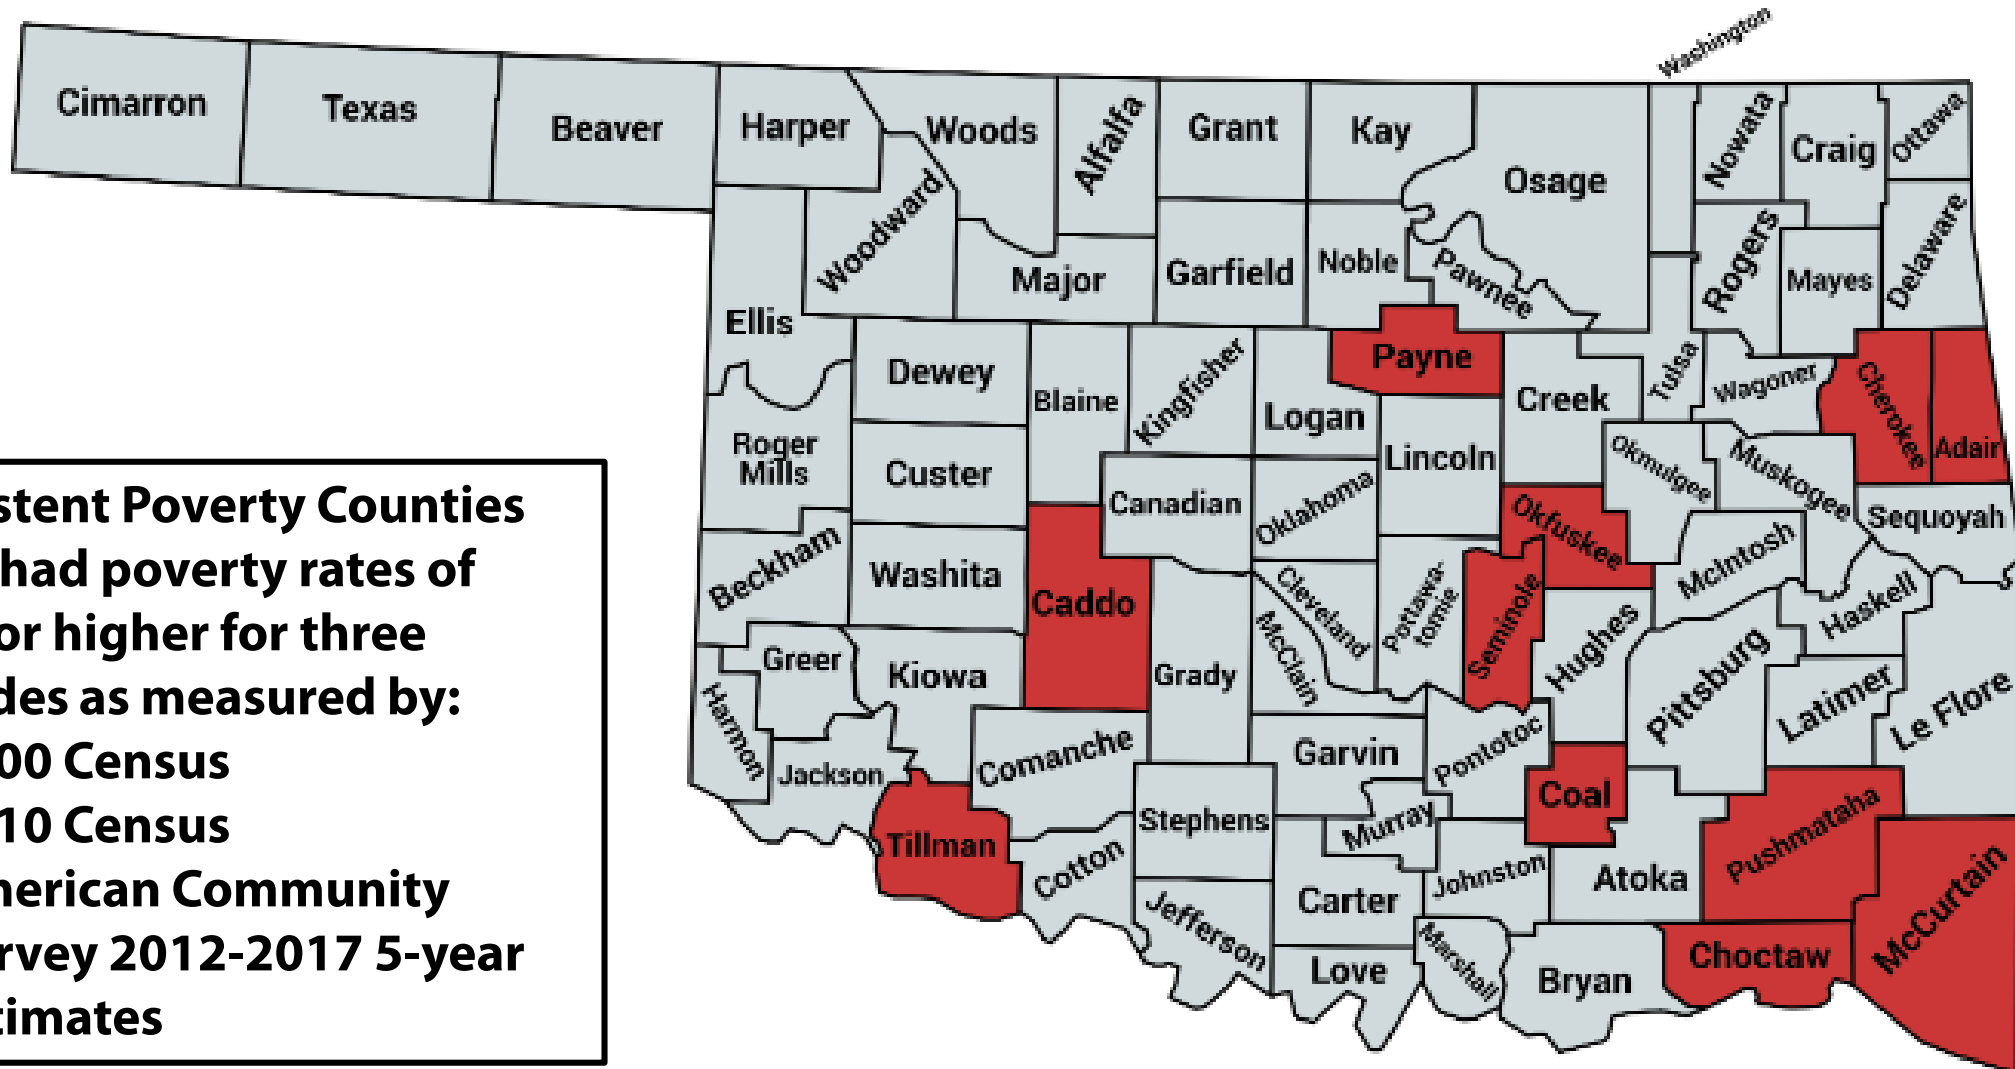 Washington
Cimarron
Texas
Beaver
Harper
Woods
Alfalfa
Grant
Kay
Osage
Nowata
Craig
Ottawa
Woodward
Major
Garfield
Noble
Pawnee
Rogers
Mayes
Delaware
Ellis
Dewey
Blaine
Kingfisher
Logan
Payne
Creek
Tulsa
Wagoner
Cherokee
Adair
Roger
Mills
Custer
Canadian
Oklahoma
Lincoln
Okmulgee
Muskogee
Sequoyah
Okfuskee
McIntosh
Beckham
Washita
Caddo
Grady
Cleveland
McClain
Pottawa-
tomie
Seminole
Hughes
Haskell
Pittsburg
Latimer
Le Flore
Greer
Kiowa
Harmon
Jackson
Comanche
Garvin
Pontotoc
Coal
Tillman
Stephens
Murray
Cotton
Johnston
Atoka
Pushmataha
McCurtain
Jefferson
Carter
Love
Marshall
Bryan
Choctaw
stent Poverty Counties
had poverty rates of
or higher for three
des as measured by:
00 Census
10 Census
nerican Community
rvey 2012-2017 5-year
timates